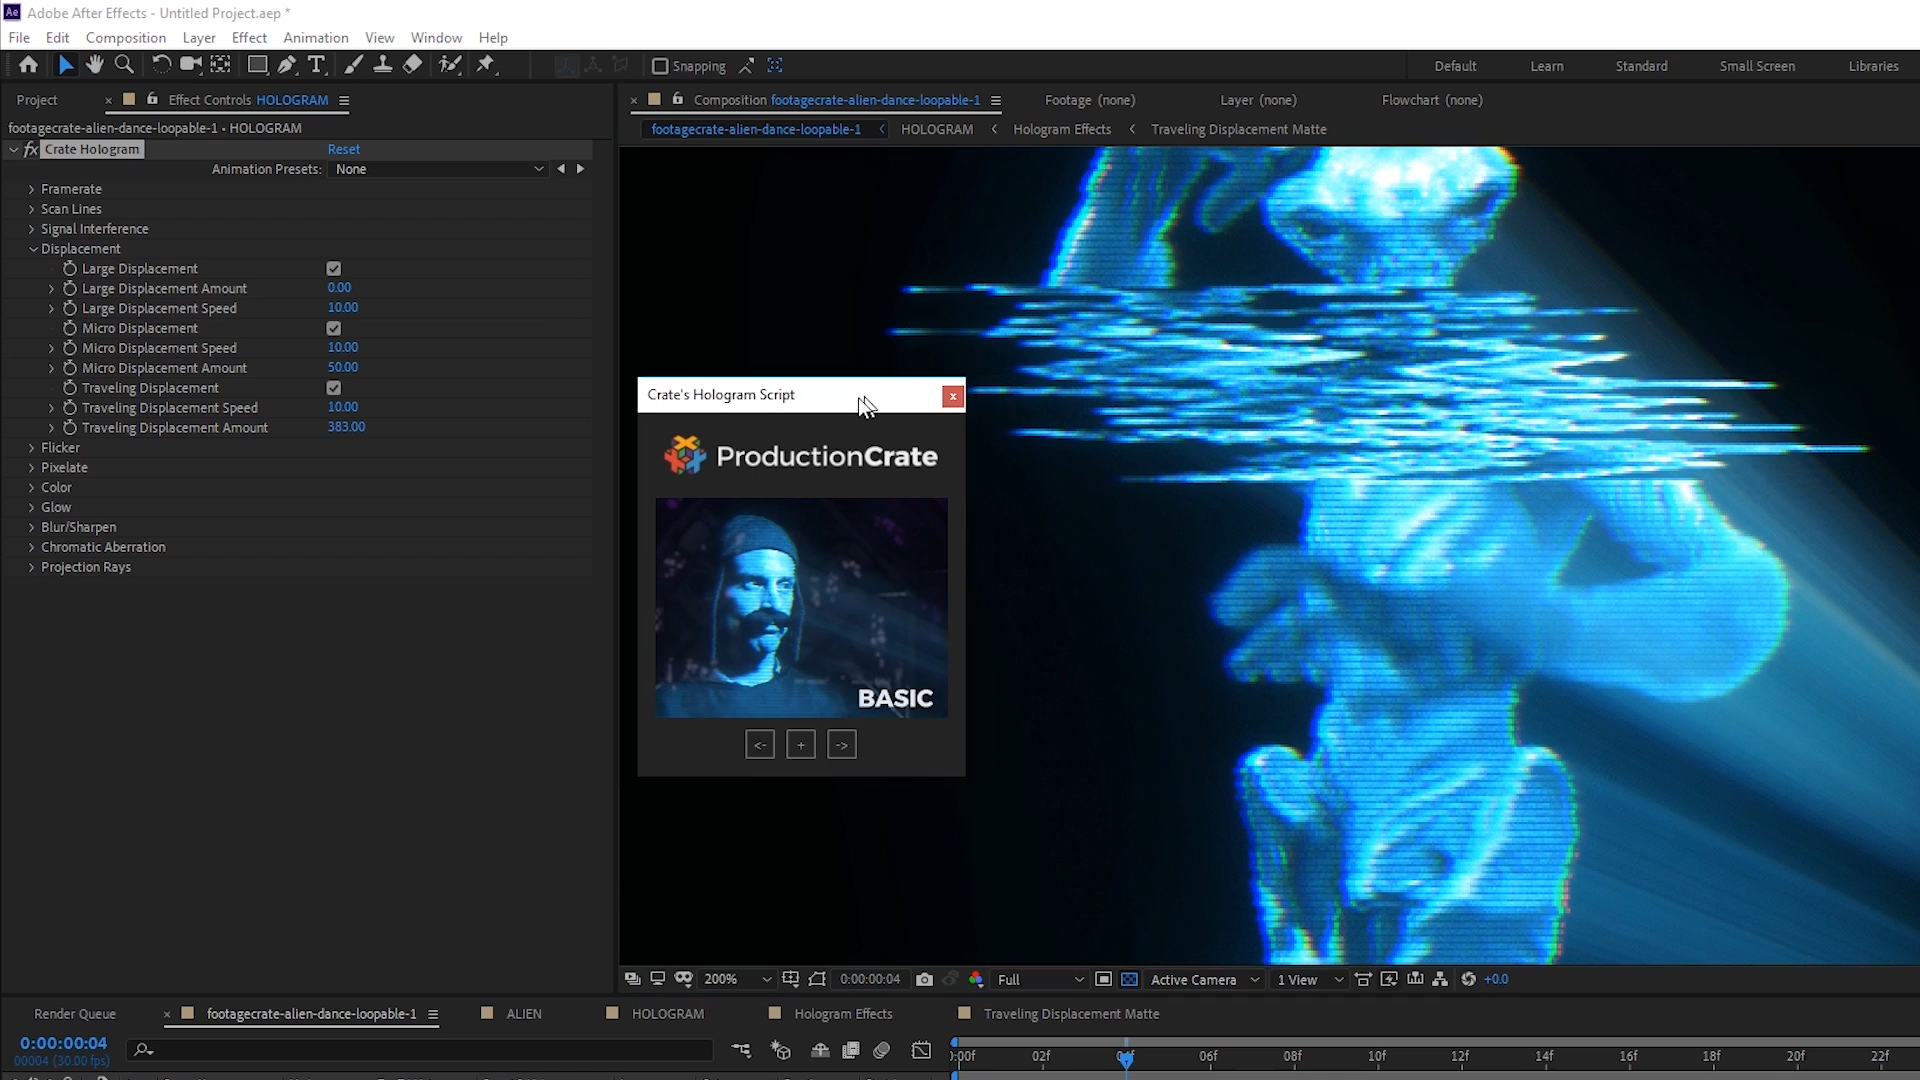 Ae Adobe After Effects - Untitled Project.aep *
File Edit Composition Layer Effect Animation View Window Help
Snapping
Default Learn Standard Small Screen Libraries
Project × Effect Controls HOLOGRAM
footagecrate-alien-dance-loopable-1 • HOLOGRAM
fx Crate Hologram Reset
Animation Presets: None
Framerate
Scan Lines
Signal Interference
Displacement
Large Displacement
Large Displacement Amount 0.00
Large Displacement Speed 10.00
Micro Displacement
Micro Displacement Speed 10.00
Micro Displacement Amount 50.00
Traveling Displacement
Traveling Displacement Speed 10.00
Traveling Displacement Amount 383.00
Flicker
Pixelate
Color
Glow
Blur/Sharpen
Chromatic Aberration
Projection Rays
× Composition footagecrate-alien-dance-loopable-1 Footage (none) Layer (none) Flowchart (none)
footagecrate-alien-dance-loopable-1 < HOLOGRAM < Hologram Effects < Traveling Displacement Matte
Crate's Hologram Script x
ProductionCrate
BASIC
<- + ->
200% 0:00:00:04 Full Active Camera 1 View +0.0
Render Queue × footagecrate-alien-dance-loopable-1 ALIEN HOLOGRAM Hologram Effects Traveling Displacement Matte
0:00:00:04
00004 (30.00 fps)
):00f 02f 04f 06f 08f 10f 12f 14f 16f 18f 20f 22f